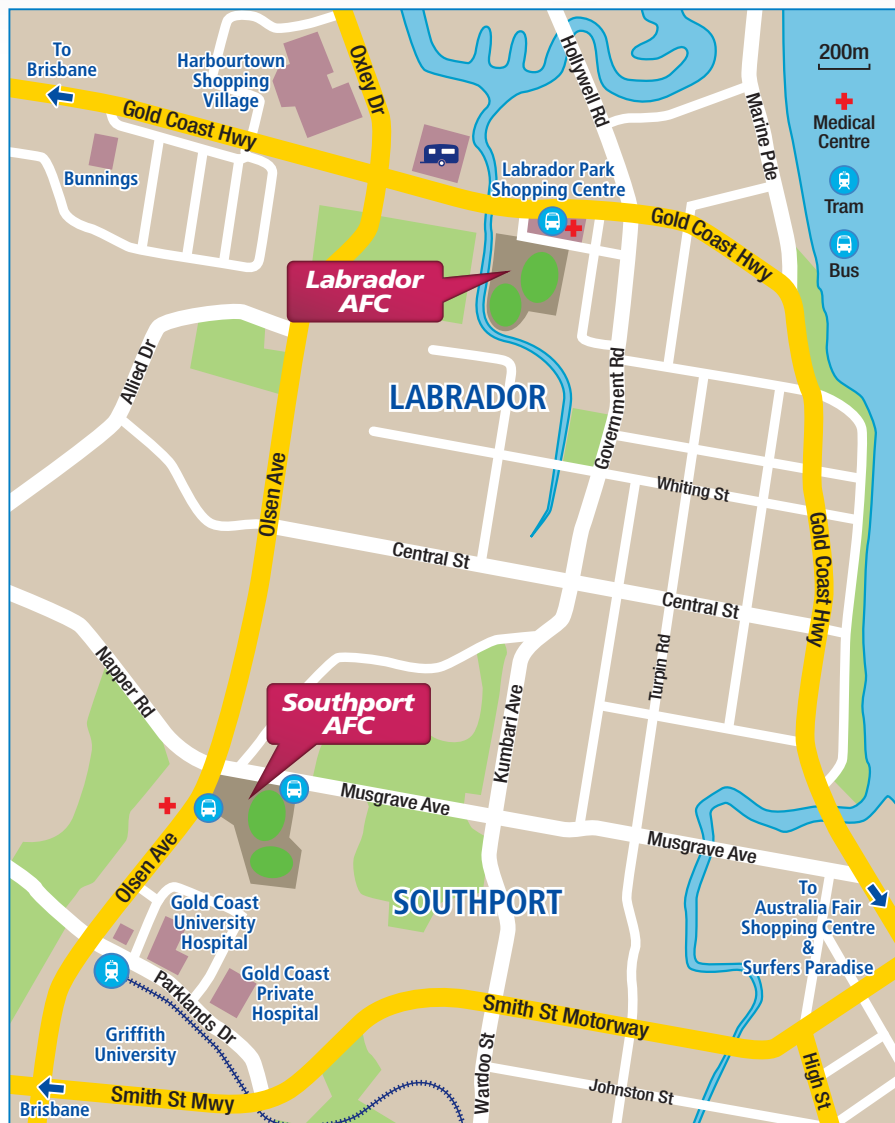 To
Brisbane
Harbourtown
Shopping
Village
Oxley Dr
Hollywell Rd
Marine Pde
200m
Medical
Centre
Tram
Bus
Gold Coast Hwy
Bunnings
Labrador Park
Shopping Centre
Gold Coast Hwy
Labrador
AFC
Allied Dr
LABRADOR
Government Rd
Olsen Ave
Whiting St
Gold Coast Hwy
Central St
Central St
Napper Rd
Turpin Rd
Southport
AFC
Kumbari Ave
Musgrave Ave
Musgrave Ave
Olsen Ave
SOUTHPORT
Gold Coast
University
Hospital
To
Australia Fair
Shopping Centre
&
Surfers Paradise
Gold Coast
Private
Hospital
Parklands Dr
Griffith
University
Smith St Motorway
Wardoo St
High St
Johnston St
Smith St Mwy
Brisbane